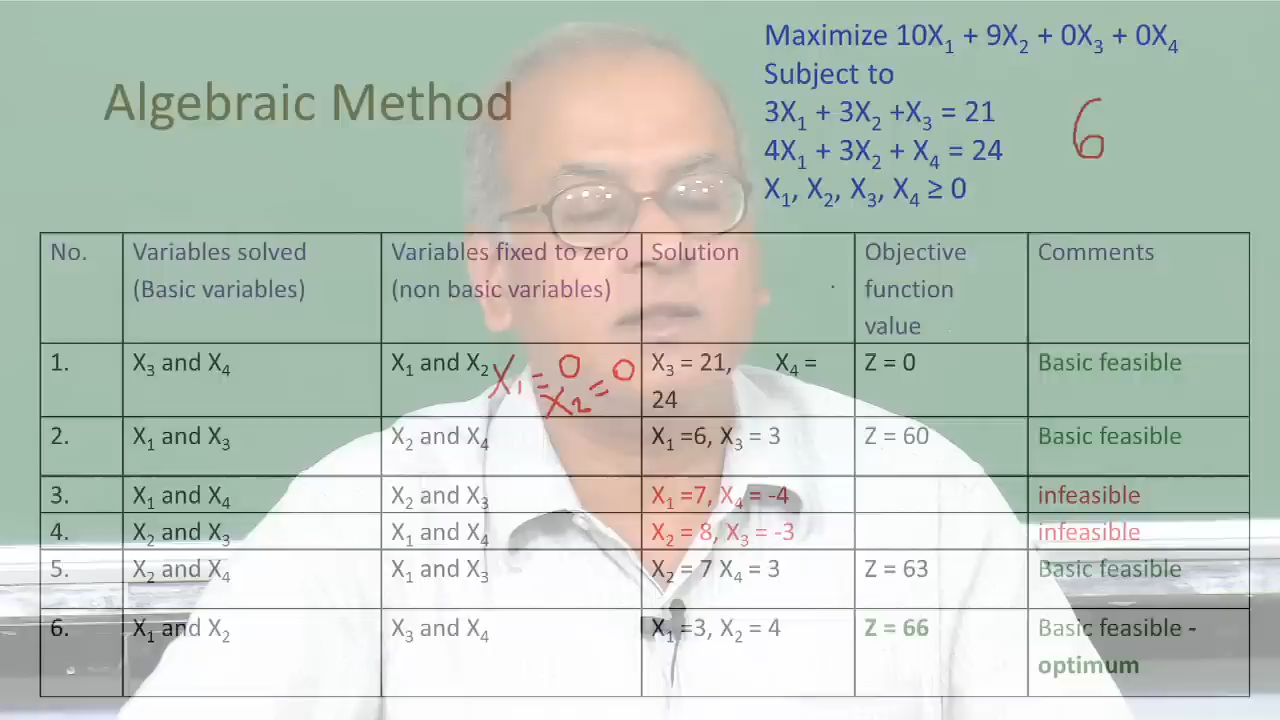 Algebraic Method
Maximize 10X₁ + 9X₂ + 0X₃ + 0X₄
Subject to
3X₁ + 3X₂ +X₃ = 21
4X₁ + 3X₂ + X₄ = 24
X₁, X₂, X₃, X₄ ≥ 0
6
No. Variables solved (Basic variables) Variables fixed to zero (non basic variables) Solution Objective function value Comments
1. X₃ and X₄ X₁ and X₂ X₁ = 0 X₂ = 0 X₃ = 21, X₄ = 24 Z = 0 Basic feasible
2. X₁ and X₃ X₂ and X₄ X₁ =6, X₃ = 3 Z = 60 Basic feasible
3. X₁ and X₄ X₂ and X₃ X₁ =7, X₄ = -4 infeasible
4. X₂ and X₃ X₁ and X₄ X₂ = 8, X₃ = -3 infeasible
5. X₂ and X₄ X₁ and X₃ X₂ = 7 X₄ = 3 Z = 63 Basic feasible
6. X₁ and X₂ X₃ and X₄ X₁ =3, X₂ = 4 Z = 66 Basic feasible - optimum